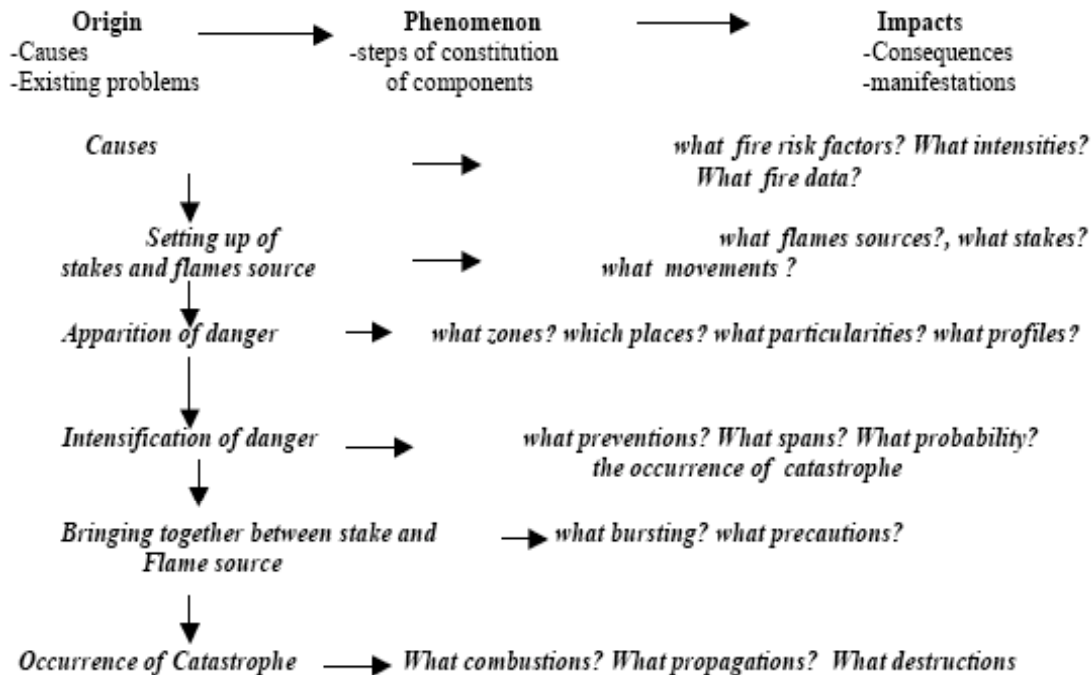 Origin Phenomenon Impacts
-Causes -steps of constitution -Consequences
-Existing problems of components -manifestations
Causes what fire risk factors? What intensities?
What fire data?
Setting up of what flames sources?, what stakes?
stakes and flames source what movements ?
Apparition of danger what zones? which places? what particularities? what profiles?
Intensification of danger what preventions? What spans? What probability?
the occurrence of catastrophe
Bringing together between stake and what bursting? what precautions?
Flame source
Occurrence of Catastrophe What combustions? What propagations? What destructions